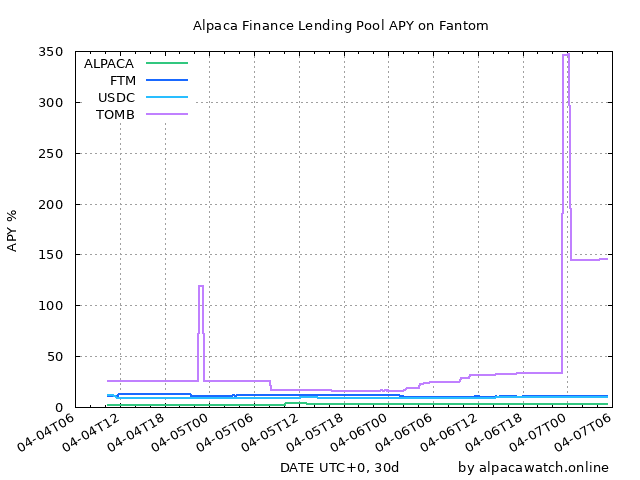 Alpaca Finance Lending Pool APY on Fantom
APY %
350
300
250
200
150
100
50
0
ALPACA
FTM
USDC
TOMB
04-04T06
04-04T12
04-04T18
04-05T00
04-05T06
04-05T12
04-05T18
04-06T00
04-06T06
04-06T12
04-06T18
04-07T00
04-07T06
DATE UTC+0, 30d
by alpacawatch.online